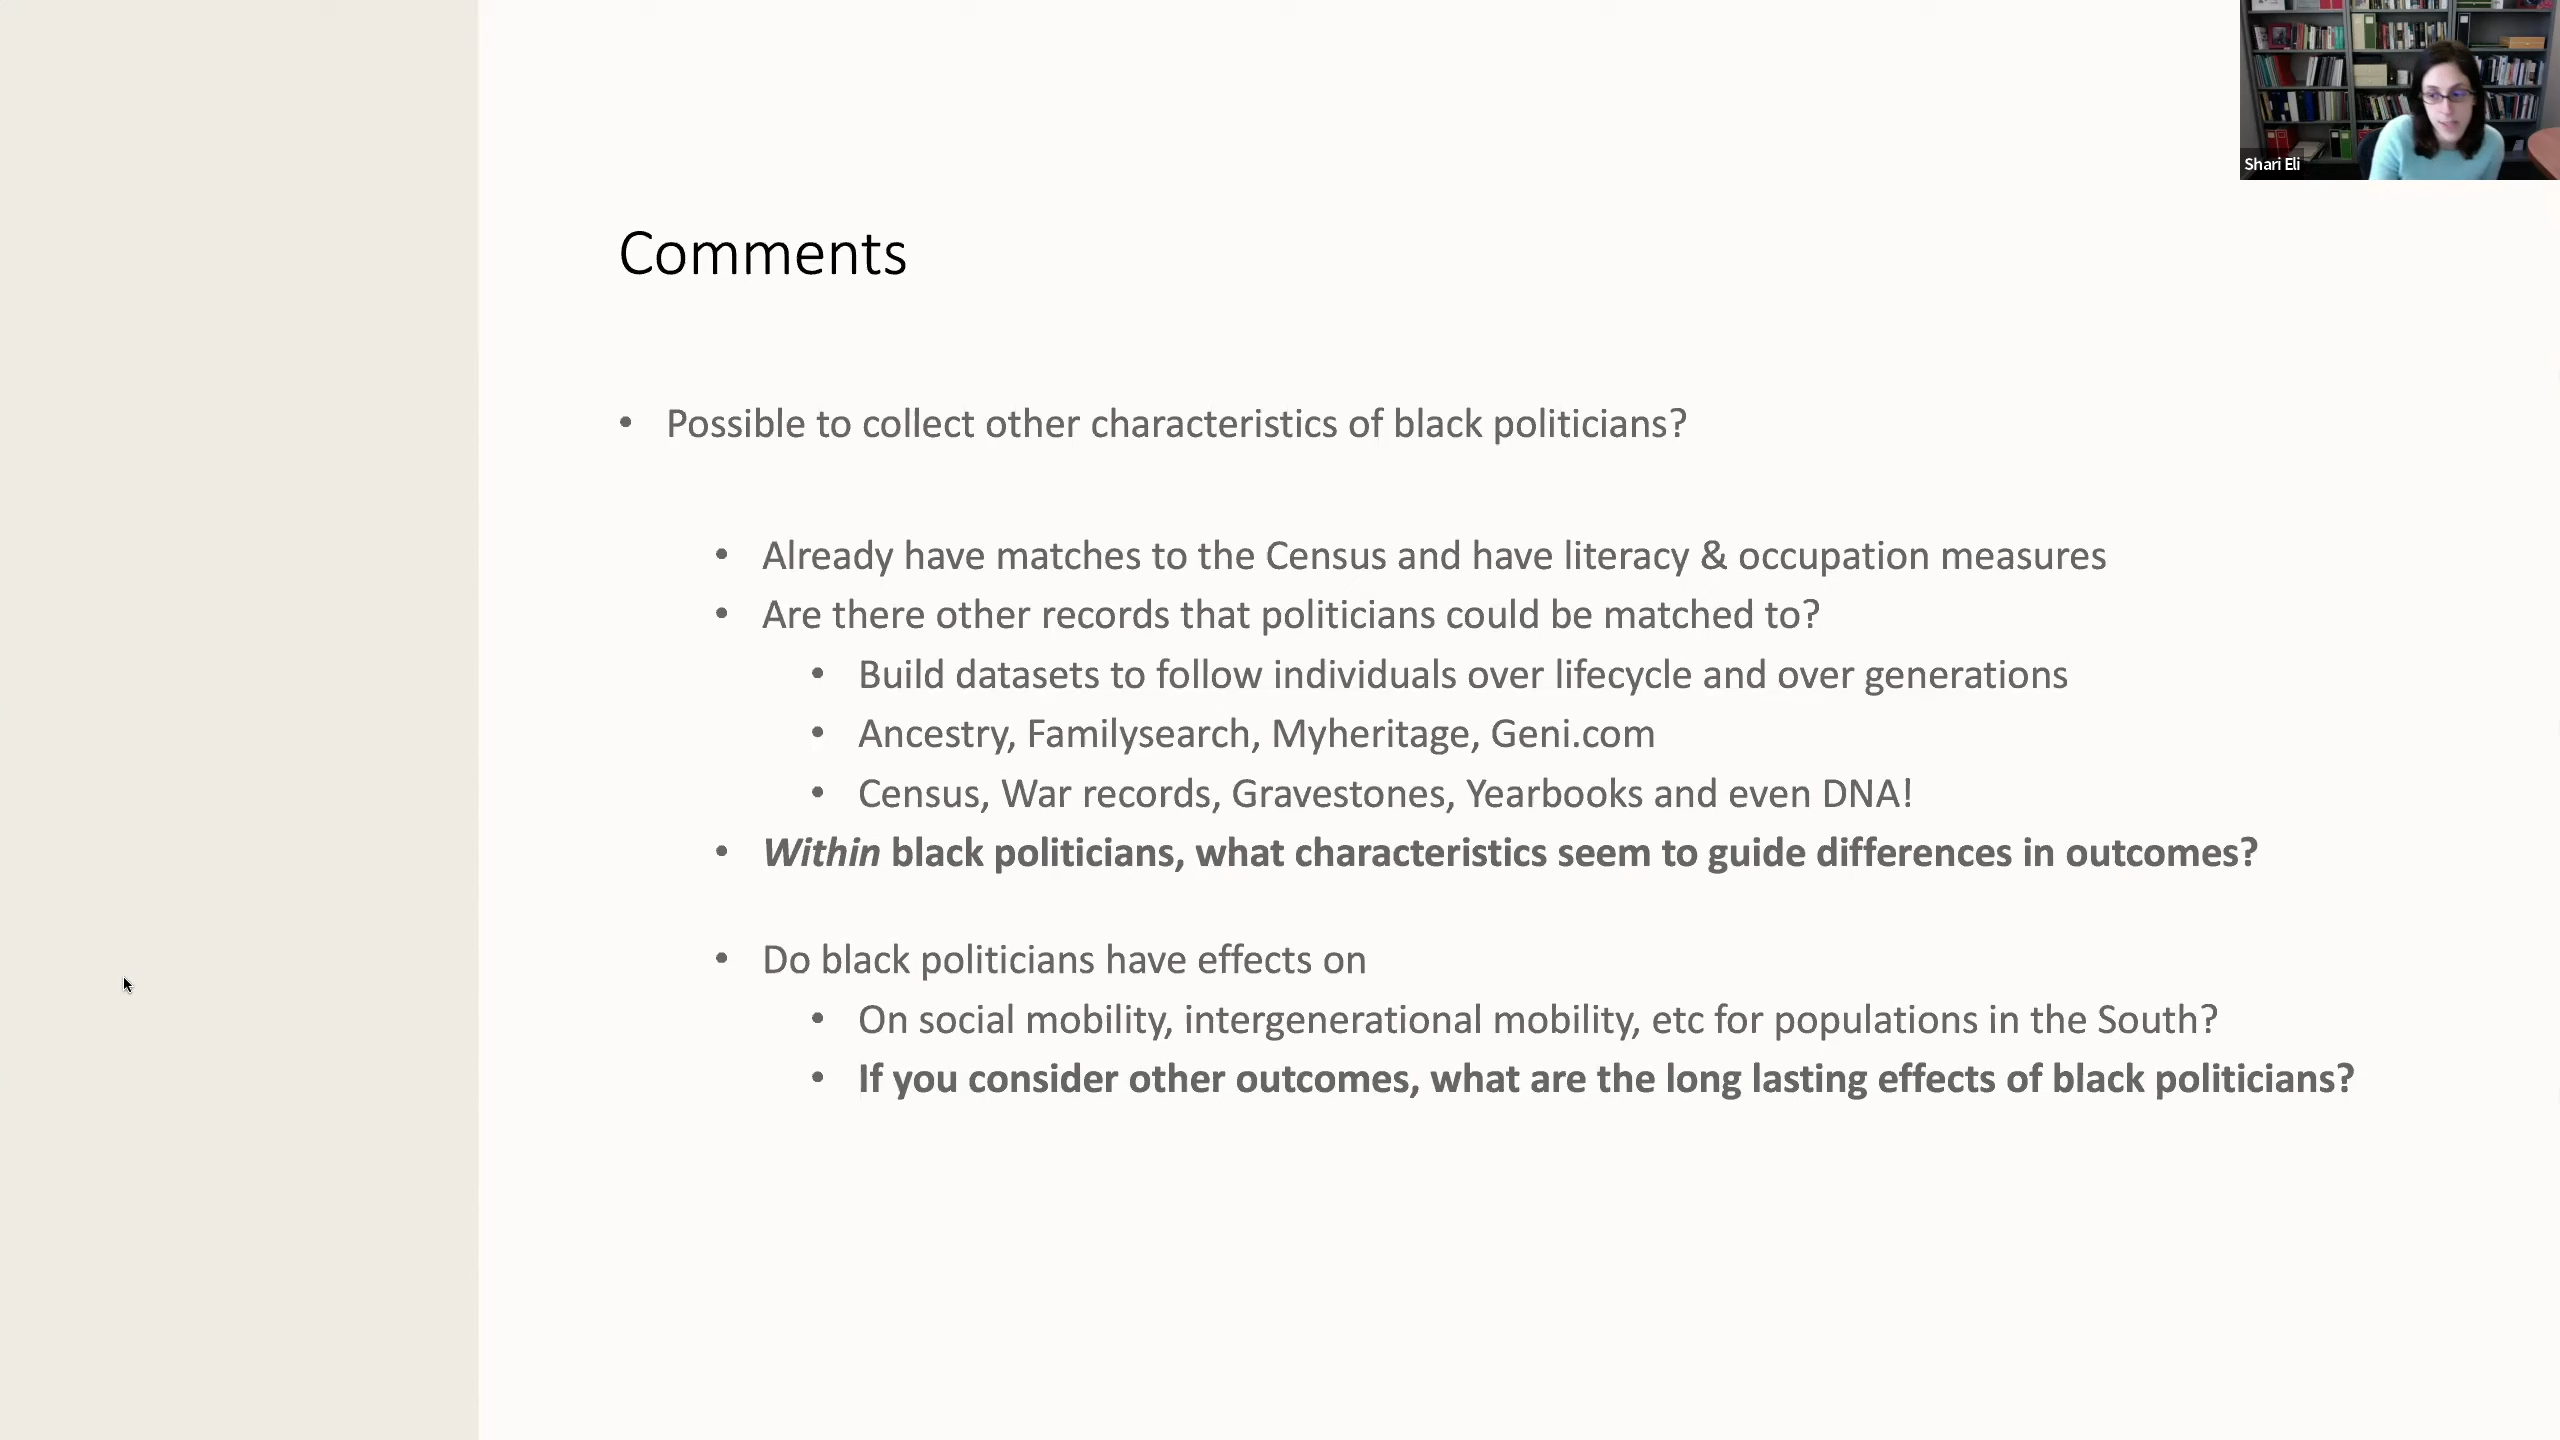 Shari Eli
Comments
• Possible to collect other characteristics of black politicians?
• Already have matches to the Census and have literacy & occupation measures
• Are there other records that politicians could be matched to?
• Build datasets to follow individuals over lifecycle and over generations
• Ancestry, Familysearch, Myheritage, Geni.com
• Census, War records, Gravestones, Yearbooks and even DNA!
• Within black politicians, what characteristics seem to guide differences in outcomes?
• Do black politicians have effects on
• On social mobility, intergenerational mobility, etc for populations in the South?
• If you consider other outcomes, what are the long lasting effects of black politicians?